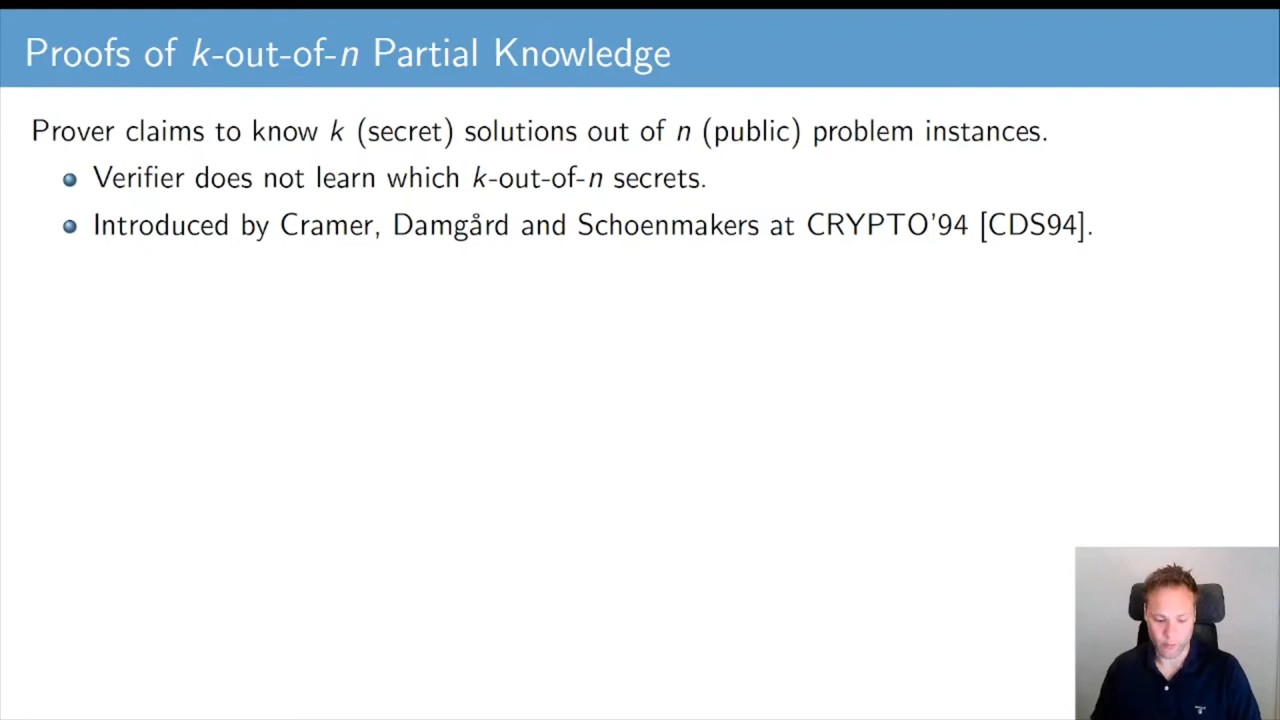 Proofs of k-out-of-n Partial Knowledge
Prover claims to know k (secret) solutions out of n (public) problem instances.
Verifier does not learn which k-out-of-n secrets.
Introduced by Cramer, Damgård and Schoenmakers at CRYPTO'94 [CDS94].